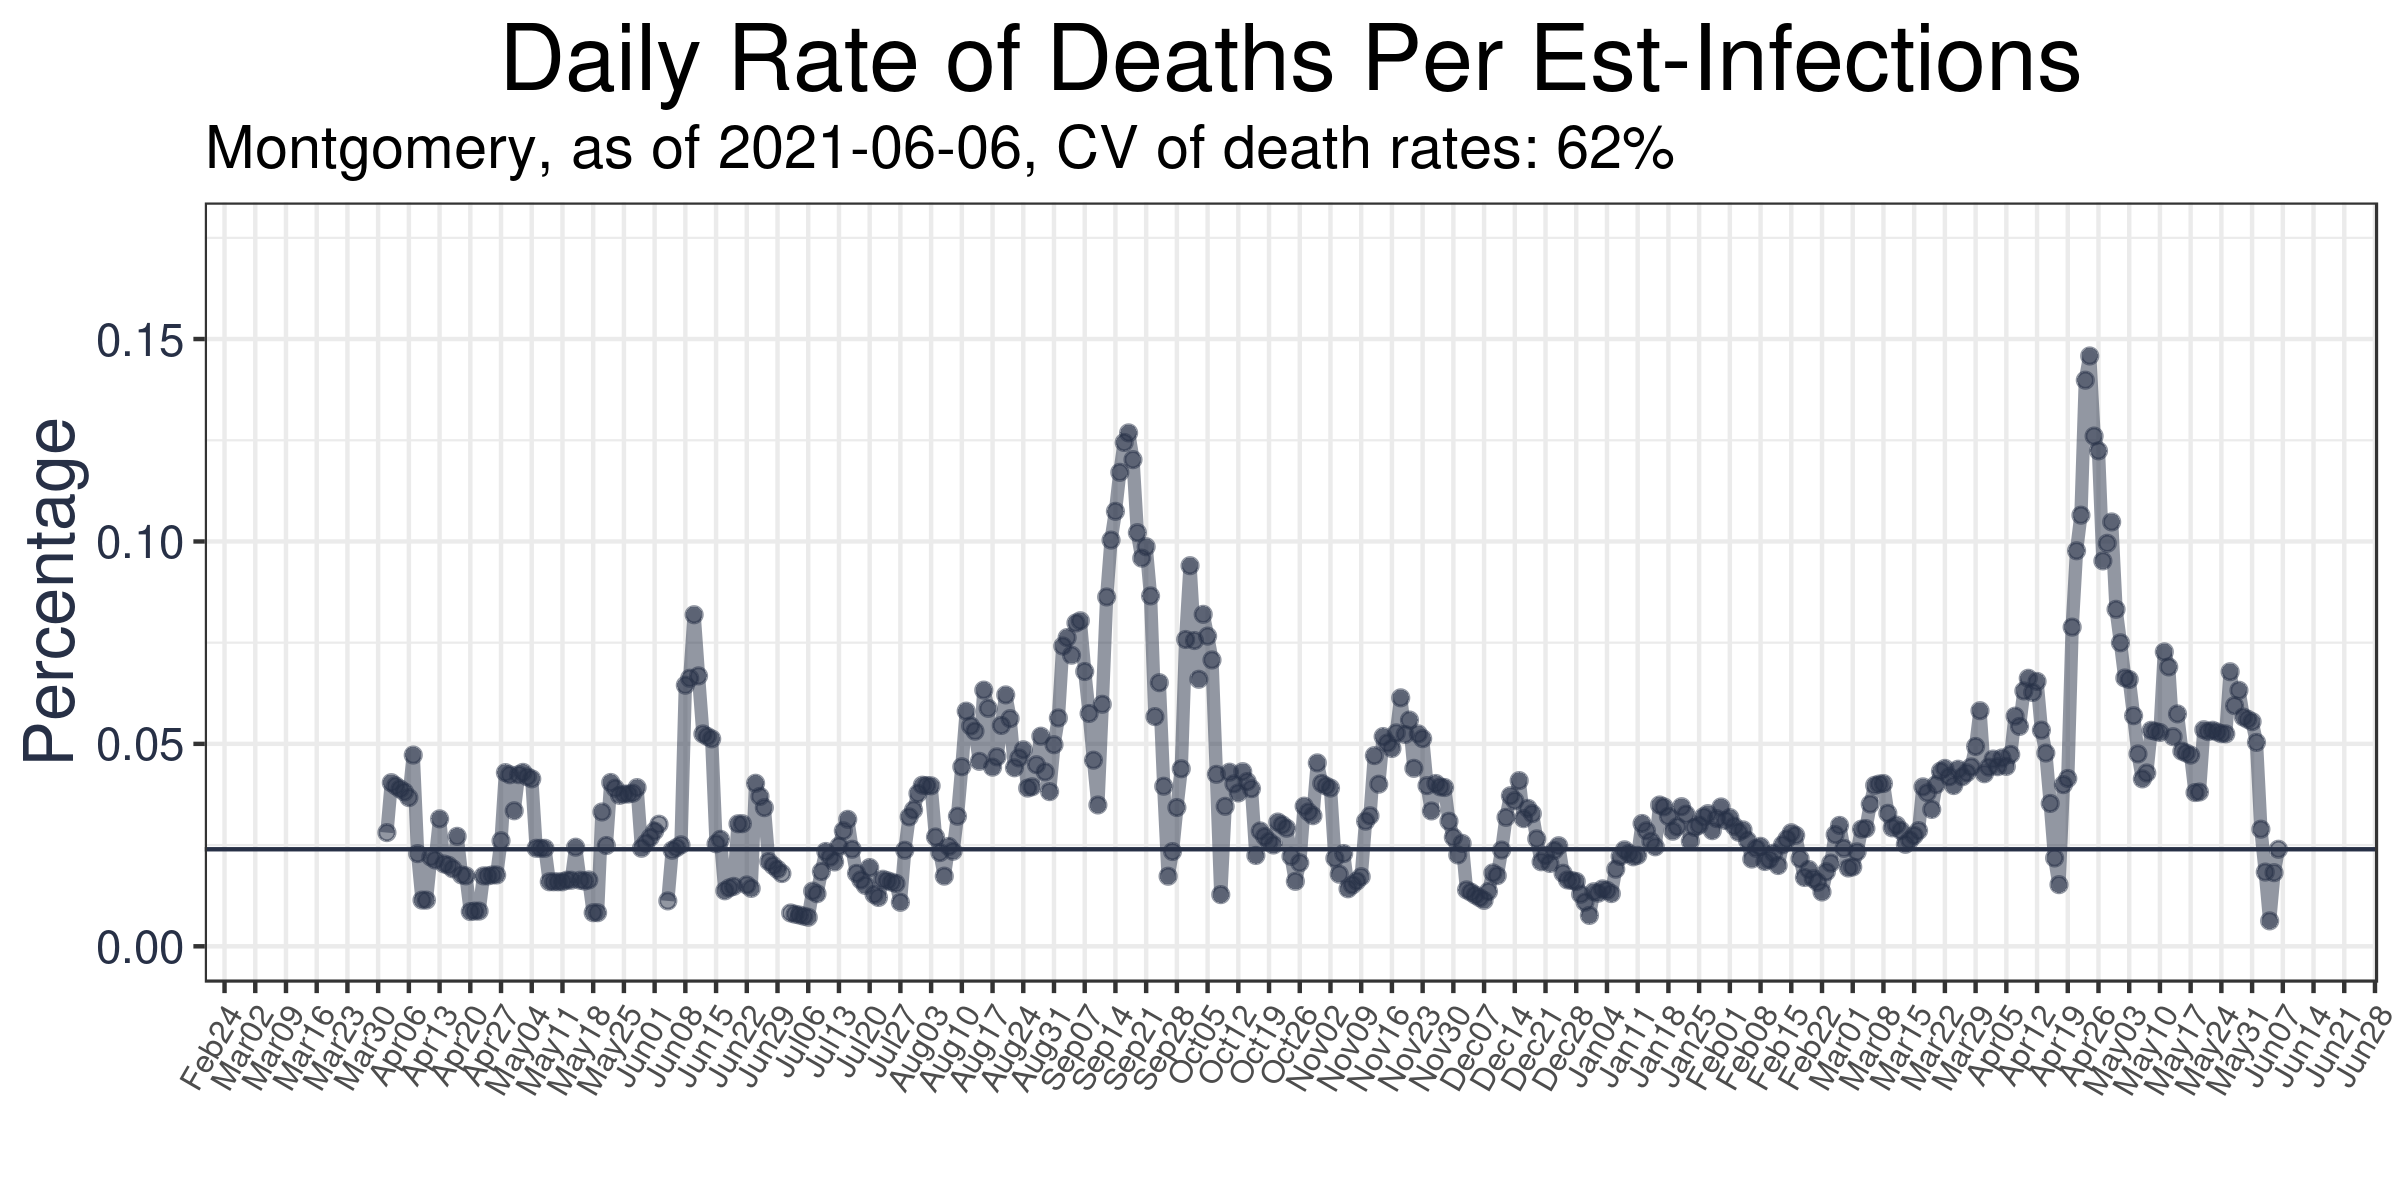 Daily Rate of Deaths Per Est-Infections
Montgomery, as of 2021-06-06, CV of death rates: 62%
Percentage
0.15
0.10
0.05
0.00
Feb24
Mar02
Mar09
Mar16
Mar23
Mar30
Apr06
Apr13
Apr20
Apr27
May04
May11
May18
May25
Jun01
Jun08
Jun15
Jun22
Jun29
Jul06
Jul13
Jul20
Jul27
Aug03
Aug10
Aug17
Aug24
Aug31
Sep07
Sep14
Sep21
Sep28
Oct05
Oct12
Oct19
Oct26
Nov02
Nov09
Nov16
Nov23
Nov30
Dec07
Dec14
Dec21
Dec28
Jan04
Jan11
Jan18
Jan25
Feb01
Feb08
Feb15
Feb22
Mar01
Mar08
Mar15
Mar22
Mar29
Apr05
Apr12
Apr19
Apr26
May03
May10
May17
May24
May31
Jun07
Jun14
Jun21
Jun28